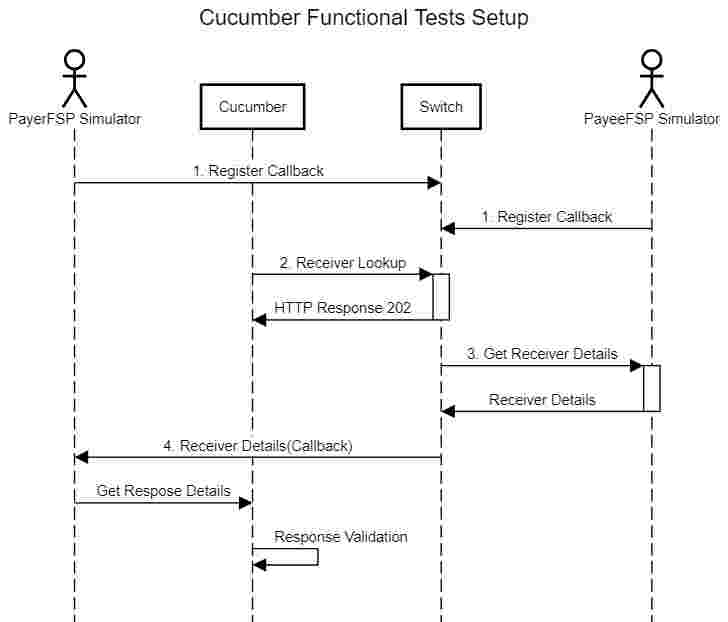 Cucumber Functional Tests Setup
PayerFSP Simulator
Cucumber
Switch
PayeeFSP Simulator
1. Register Callback
1. Register Callback
2. Receiver Lookup
HTTP Response 202
3. Get Receiver Details
Receiver Details
4. Receiver Details(Callback)
Get Respose Details
Response Validation